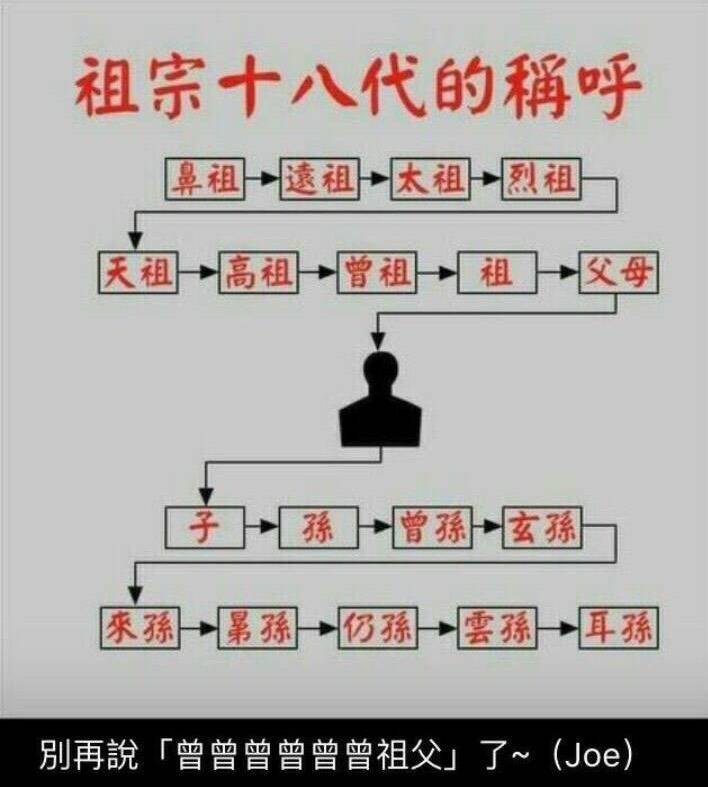 祖宗十八代的稱呼
鼻祖 遠祖 太祖 烈祖
天祖 高祖 曾祖 祖 父母
子 孫 曾孫 玄孫
來孫 晜孫 仍孫 雲孫 耳孫
別再說「曾曾曾曾曾曾祖父」了~（Joe）